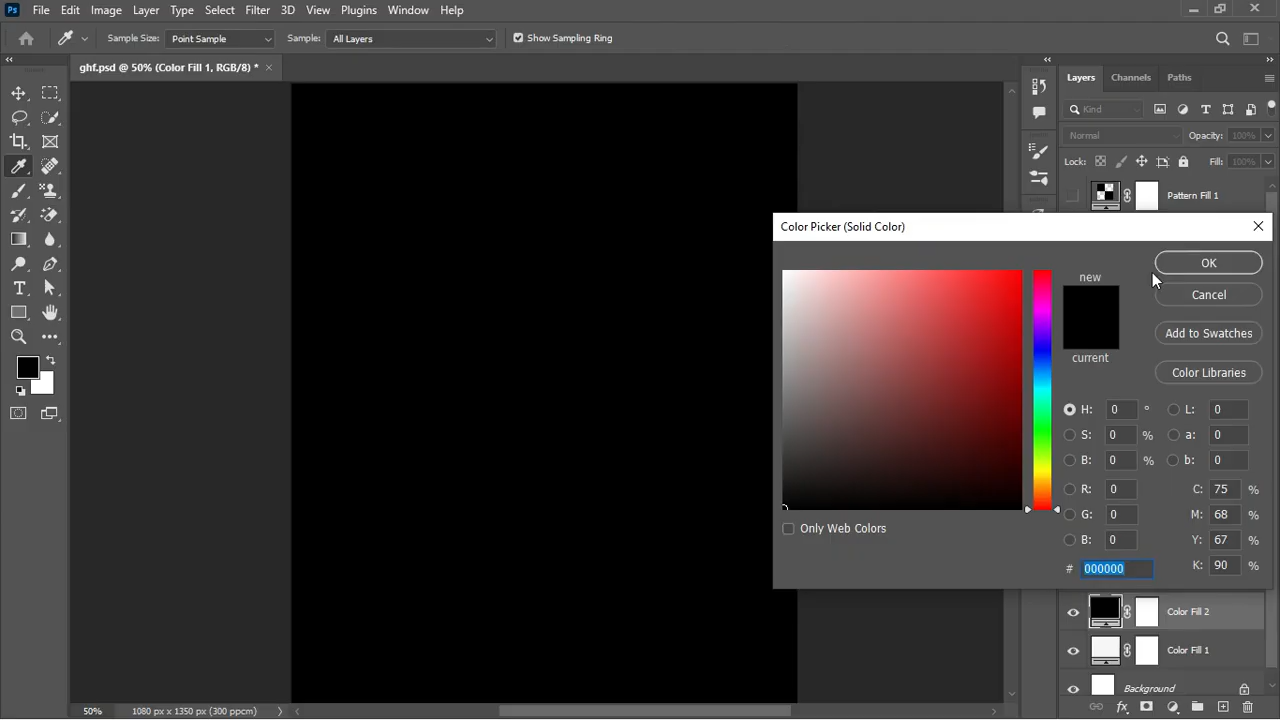 Ps File Edit Image Layer Type Select Filter 3D View Plugins Window Help
Sample Size: Point Sample Sample: All Layers Show Sampling Ring
ghf.psd @ 50% (Color Fill 1, RGB/8) * ×
Layers Channels Paths
Kind
Normal Opacity: 100%
Lock: Fill: 100%
Pattern Fill 1
Color Picker (Solid Color)
OK
new
Cancel
Add to Swatches
current
Color Libraries
H: 0 ° L: 0
S: 0 % a: 0
B: 0 % b: 0
R: 0 C: 75 %
G: 0 M: 68 %
B: 0 Y: 67 %
Only Web Colors
# 000000 K: 90 %
Color Fill 2
Color Fill 1
Background
50% 1080 px x 1350 px (300 ppcm)
fx